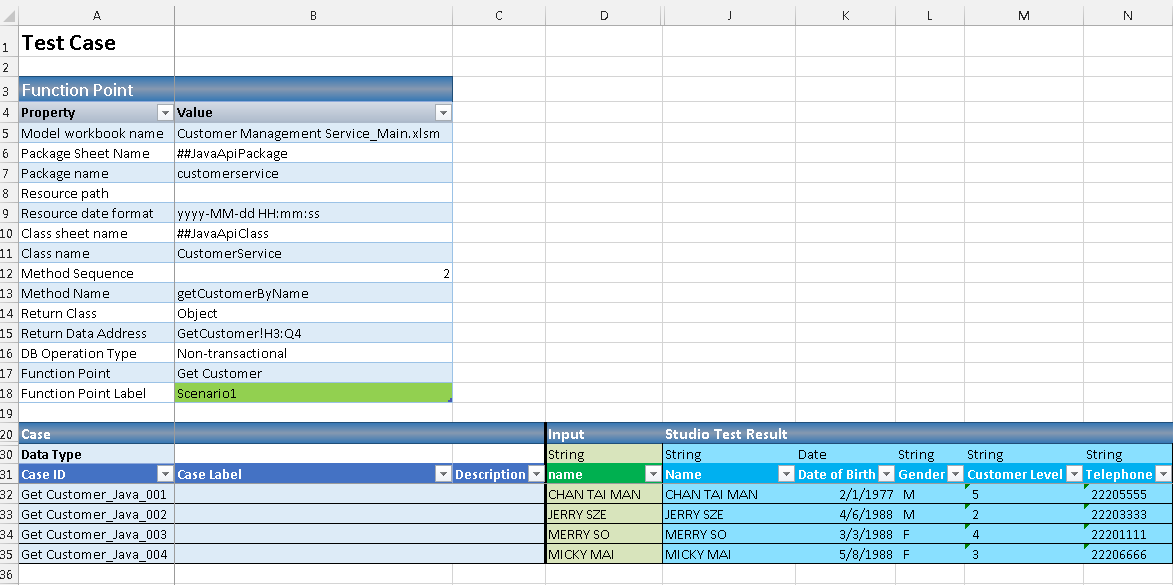 A B C D J K L M N
1 Test Case
2
3 Function Point
4 Property Value
5 Model workbook name Customer Management Service_Main.xlsm
6 Package Sheet Name ##JavaApiPackage
7 Package name customerservice
8 Resource path
9 Resource date format yyyy-MM-dd HH:mm:ss
10 Class sheet name ##JavaApiClass
11 Class name CustomerService
12 Method Sequence 2
13 Method Name getCustomerByName
14 Return Class Object
15 Return Data Address GetCustomer!H3:Q4
16 DB Operation Type Non-transactional
17 Function Point Get Customer
18 Function Point Label Scenario1
19
20 Case Input Studio Test Result
30 Data Type String String Date String String String
31 Case ID Case Label Description name Name Date of Birth Gender Customer Level Telephone
32 Get Customer_Java_001 CHAN TAI MAN CHAN TAI MAN 2/1/1977 M 5 22205555
33 Get Customer_Java_002 JERRY SZE JERRY SZE 4/6/1988 M 2 22203333
34 Get Customer_Java_003 MERRY SO MERRY SO 3/3/1988 F 4 22201111
35 Get Customer_Java_004 MICKY MAI MICKY MAI 5/8/1988 F 3 22206666
36